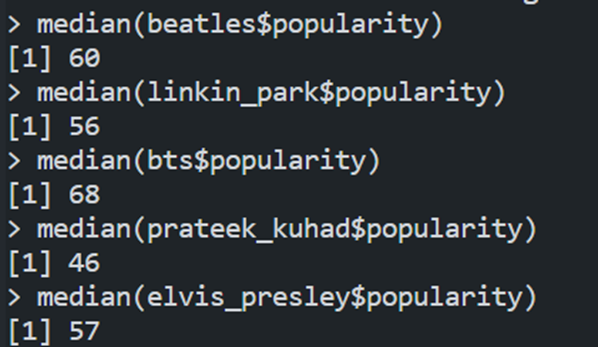 > median(beatles$popularity)
[1] 60
> median(linkin_park$popularity)
[1] 56
> median(bts$popularity)
[1] 68
> median(prateek_kuhad$popularity)
[1] 46
> median(elvis_presley$popularity)
[1] 57